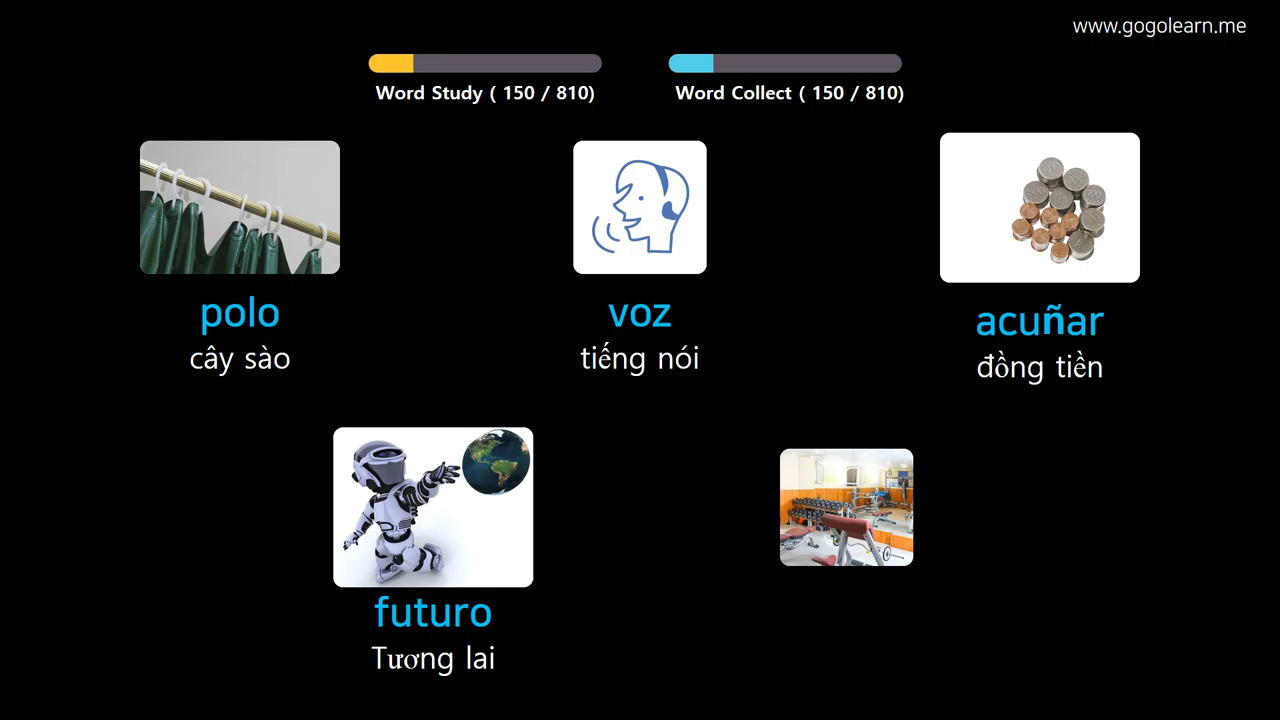 www.gogolearn.me
Word Study ( 150 / 810)
Word Collect ( 150 / 810)
polo
cây sào
voz
tiếng nói
acuñar
đồng tiền
futuro
Tương lai